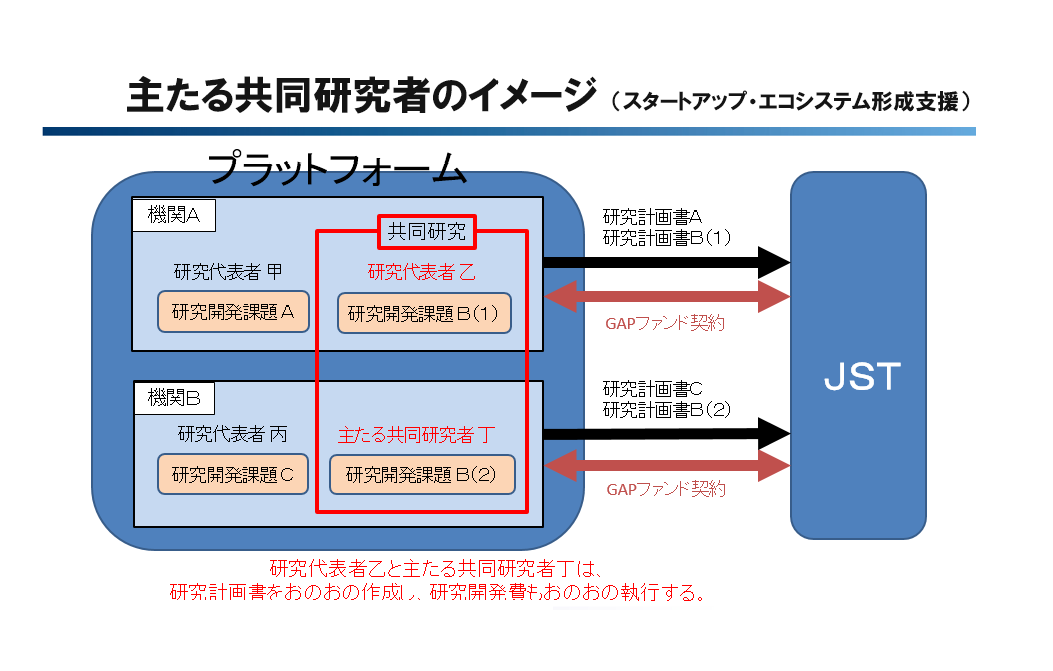 主たる共同研究者のイメージ（スタートアップ・エコシステム形成支援）
プラットフォーム
機関A
共同研究
研究代表者 甲
研究代表者 乙
研究開発課題 A
研究開発課題 B(1)
研究計画書A
研究計画書B(1)
GAPファンド契約
機関B
研究代表者 丙
主たる共同研究者 丁
研究開発課題 C
研究開発課題 B(2)
研究計画書C
研究計画書B(2)
GAPファンド契約
JST
研究代表者乙と主たる共同研究者丁は、
研究計画書をおのおの作成し、研究開発費もおのおの執行する。